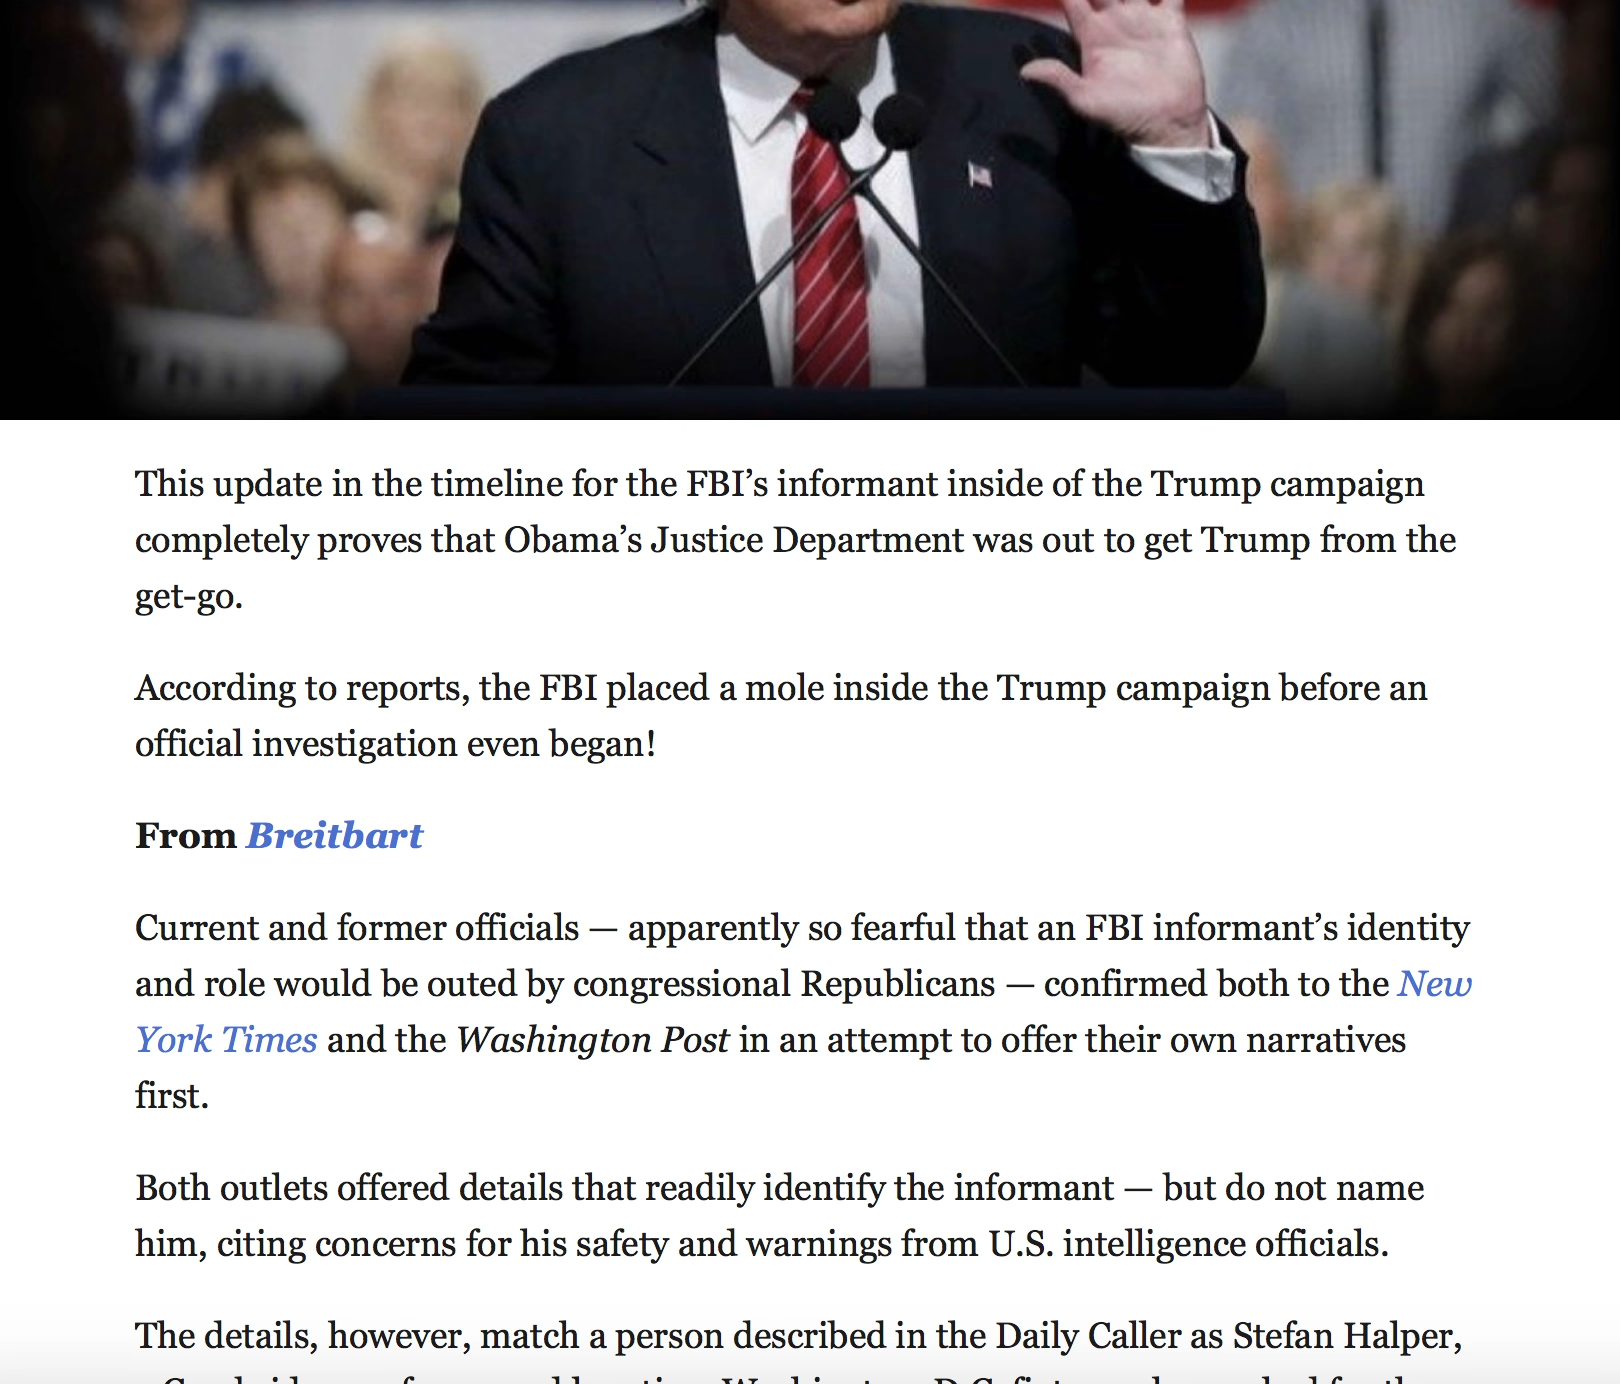 This update in the timeline for the FBI’s informant inside of the Trump campaign
completely proves that Obama’s Justice Department was out to get Trump from the
get-go.
According to reports, the FBI placed a mole inside the Trump campaign before an
official investigation even began!
From Breitbart
Current and former officials — apparently so fearful that an FBI informant’s identity
and role would be outed by congressional Republicans — confirmed both to the New
York Times and the Washington Post in an attempt to offer their own narratives
first.
Both outlets offered details that readily identify the informant — but do not name
him, citing concerns for his safety and warnings from U.S. intelligence officials.
The details, however, match a person described in the Daily Caller as Stefan Halper,